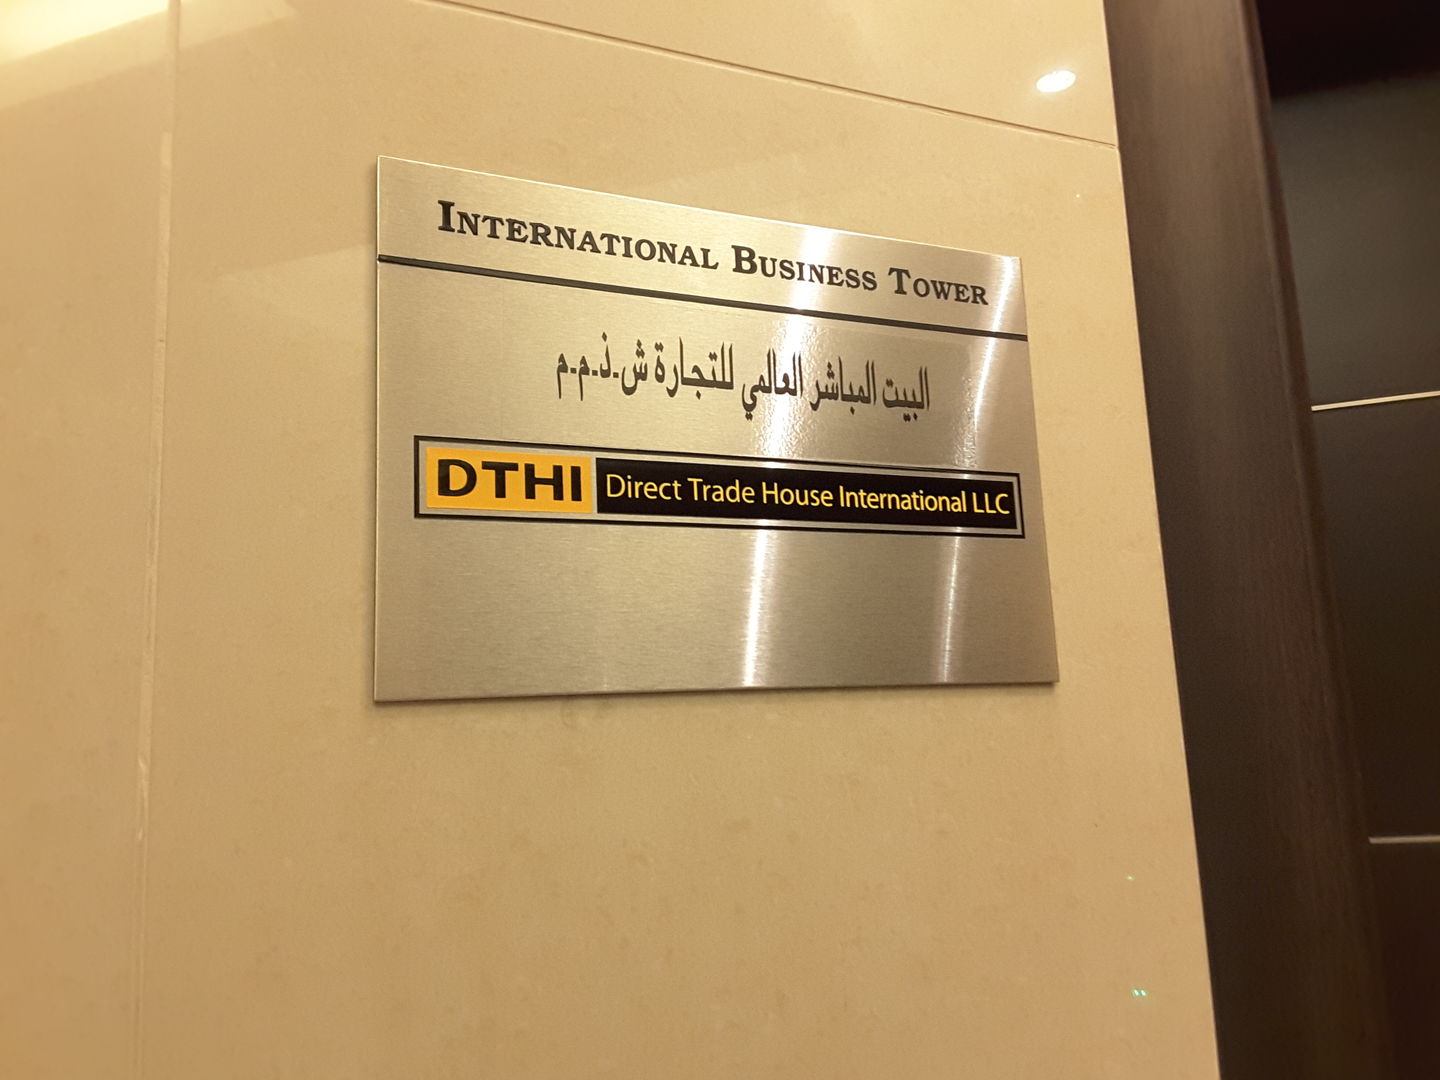 INTERNATIONAL BUSINESS TOWER
البيت المباشر العالمي للتجارة ش.ذ.م.م
DTHI Direct Trade House International LLC